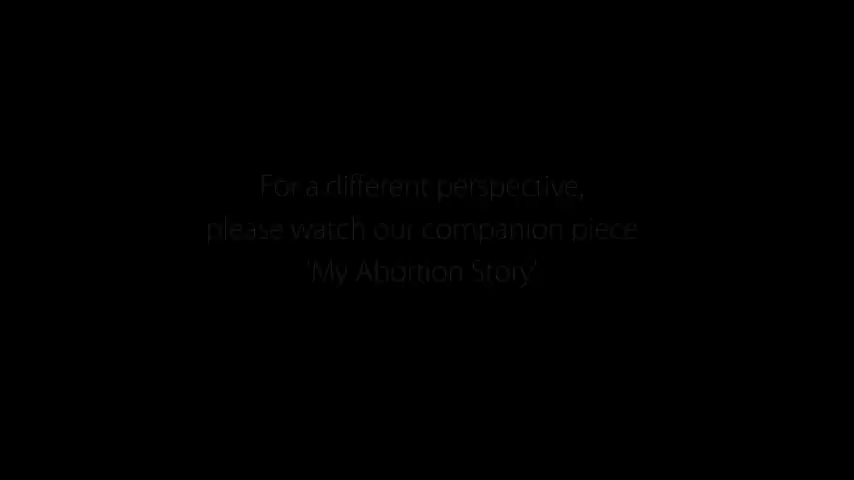 For a different perspective,
please watch our companion piece
'My Abortion Story'